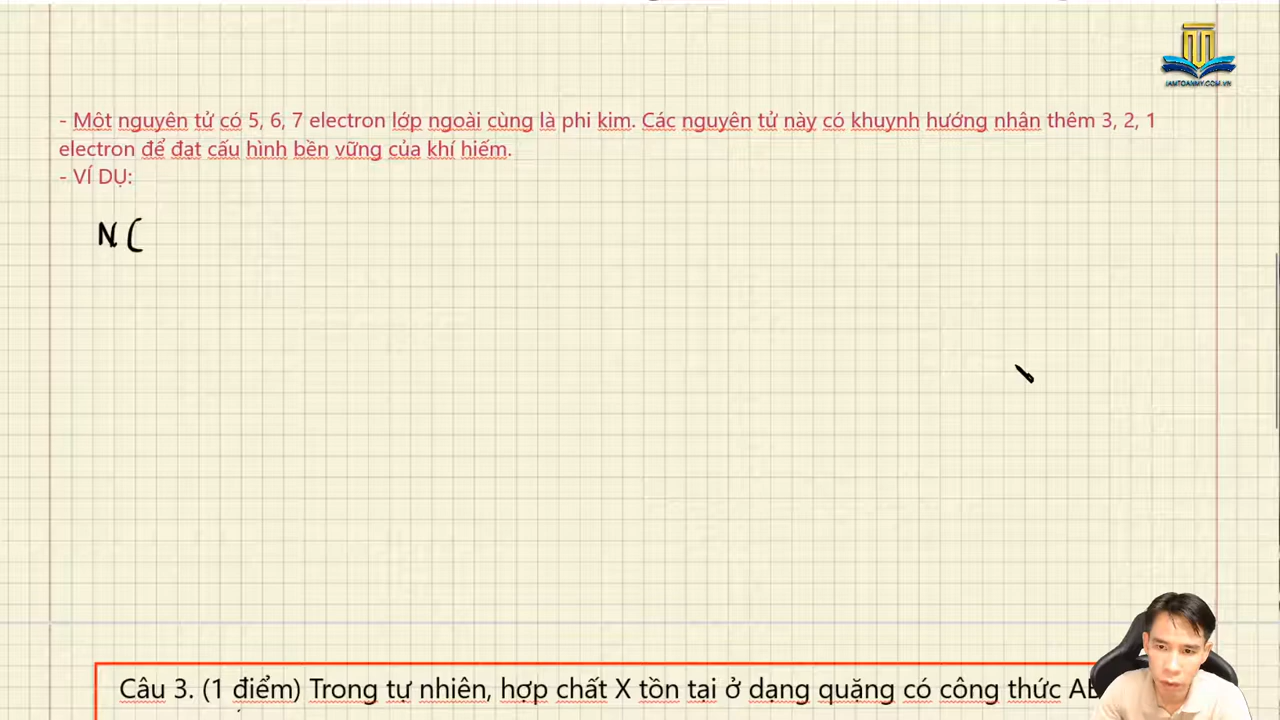 IAMTOANMY.COM.VN
- Một nguyên tử có 5, 6, 7 electron lớp ngoài cùng là phi kim. Các nguyên tử này có khuynh hướng nhận thêm 3, 2, 1
electron để đạt cấu hình bền vững của khí hiếm.
- VÍ DỤ:
N (
Câu 3. (1 điểm) Trong tự nhiên, hợp chất X tồn tại ở dạng quặng có công thức